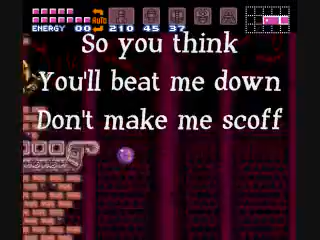 AUTO
ENERGY 00 210 45 37
So you think
You'll beat me down
Don't make me scoff